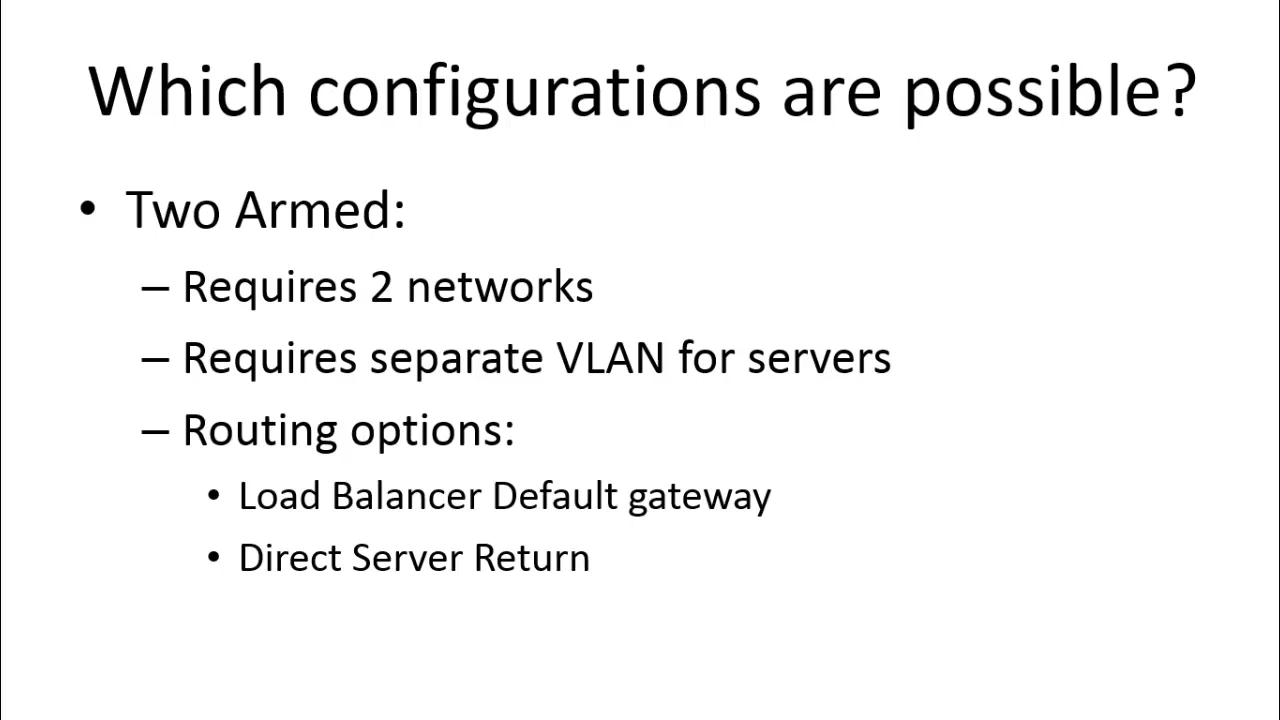 Which configurations are possible?
• Two Armed:
– Requires 2 networks
– Requires separate VLAN for servers
– Routing options:
• Load Balancer Default gateway
• Direct Server Return